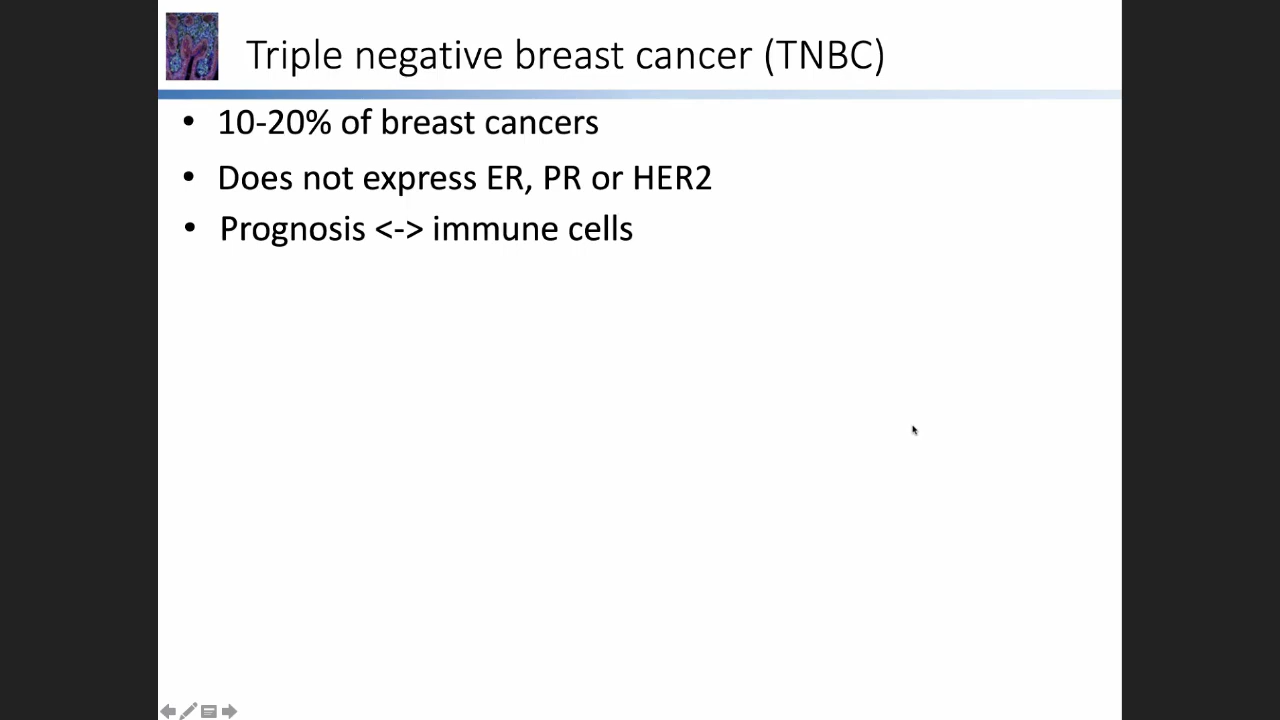 Triple negative breast cancer (TNBC)
• 10-20% of breast cancers
• Does not express ER, PR or HER2
• Prognosis <-> immune cells